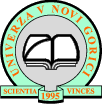 UNIVERZA V NOVI GORICI
SCIENTIA VINCES
1995